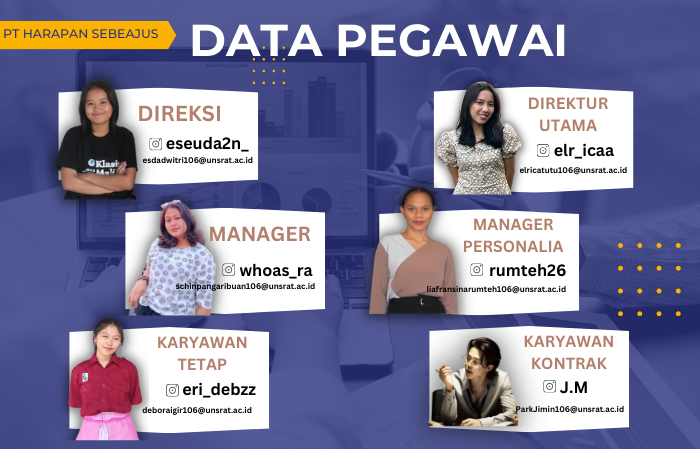 PT HARAPAN SEBEAJUS
DATA PEGAWAI
DIREKSI
eseuda2n_
esdadwitri106@unsrat.ac.id
DIREKTUR
UTAMA
elr_icaa
elricatutu106@unsrat.ac.id
MANAGER
whoas_ra
schinpangaribuan106@unsrat.ac.id
MANAGER
PERSONALIA
rumteh26
liafransinarumteh106@unsrat.ac.id
KARYAWAN
TETAP
eri_debzz
deboraigir106@unsrat.ac.id
KARYAWAN
KONTRAK
J.M
ParkJimin106@unsrat.ac.id